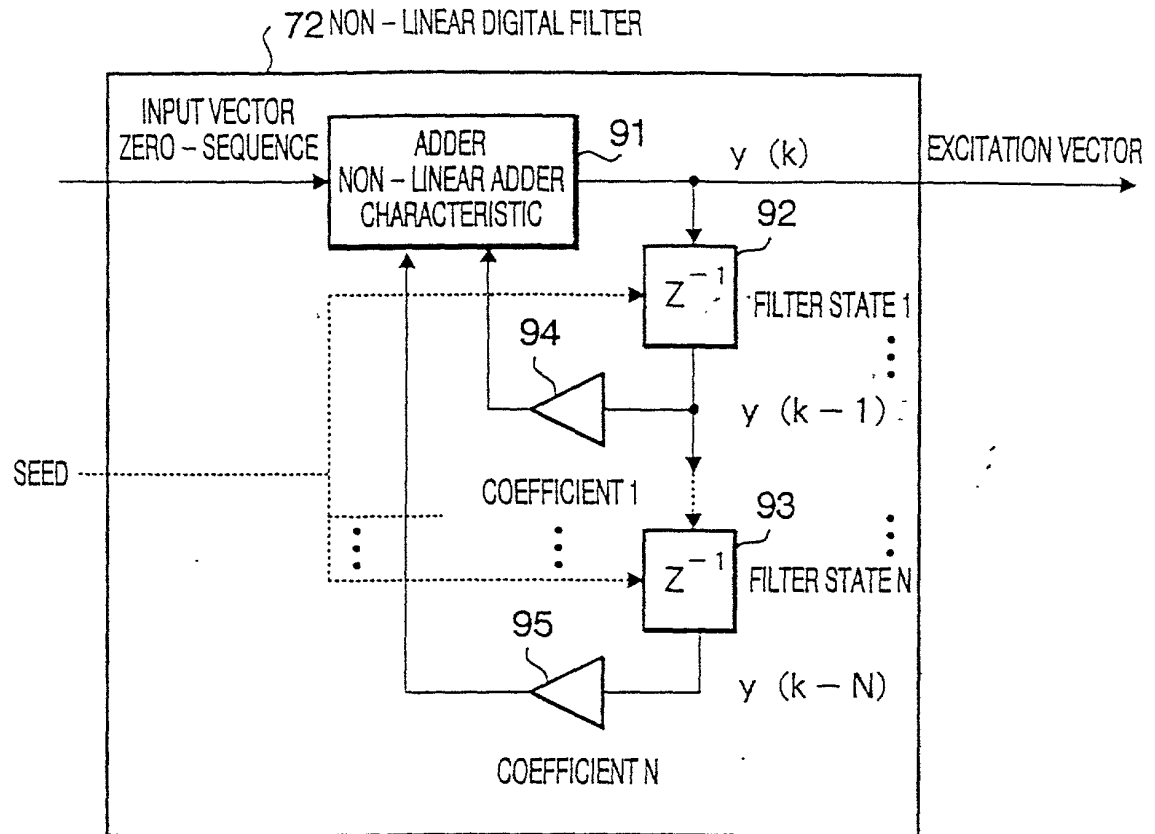 72 NON-LINEAR DIGITAL FILTER
INPUT VECTOR
ZERO-SEQUENCE
ADDER
NON-LINEAR ADDER
CHARACTERISTIC
91
y (k)
EXCITATION VECTOR
92
Z⁻¹
FILTER STATE 1
94
y (k-1)
SEED
COEFFICIENT 1
93
Z⁻¹
FILTER STATE N
95
y (k-N)
COEFFICIENT N